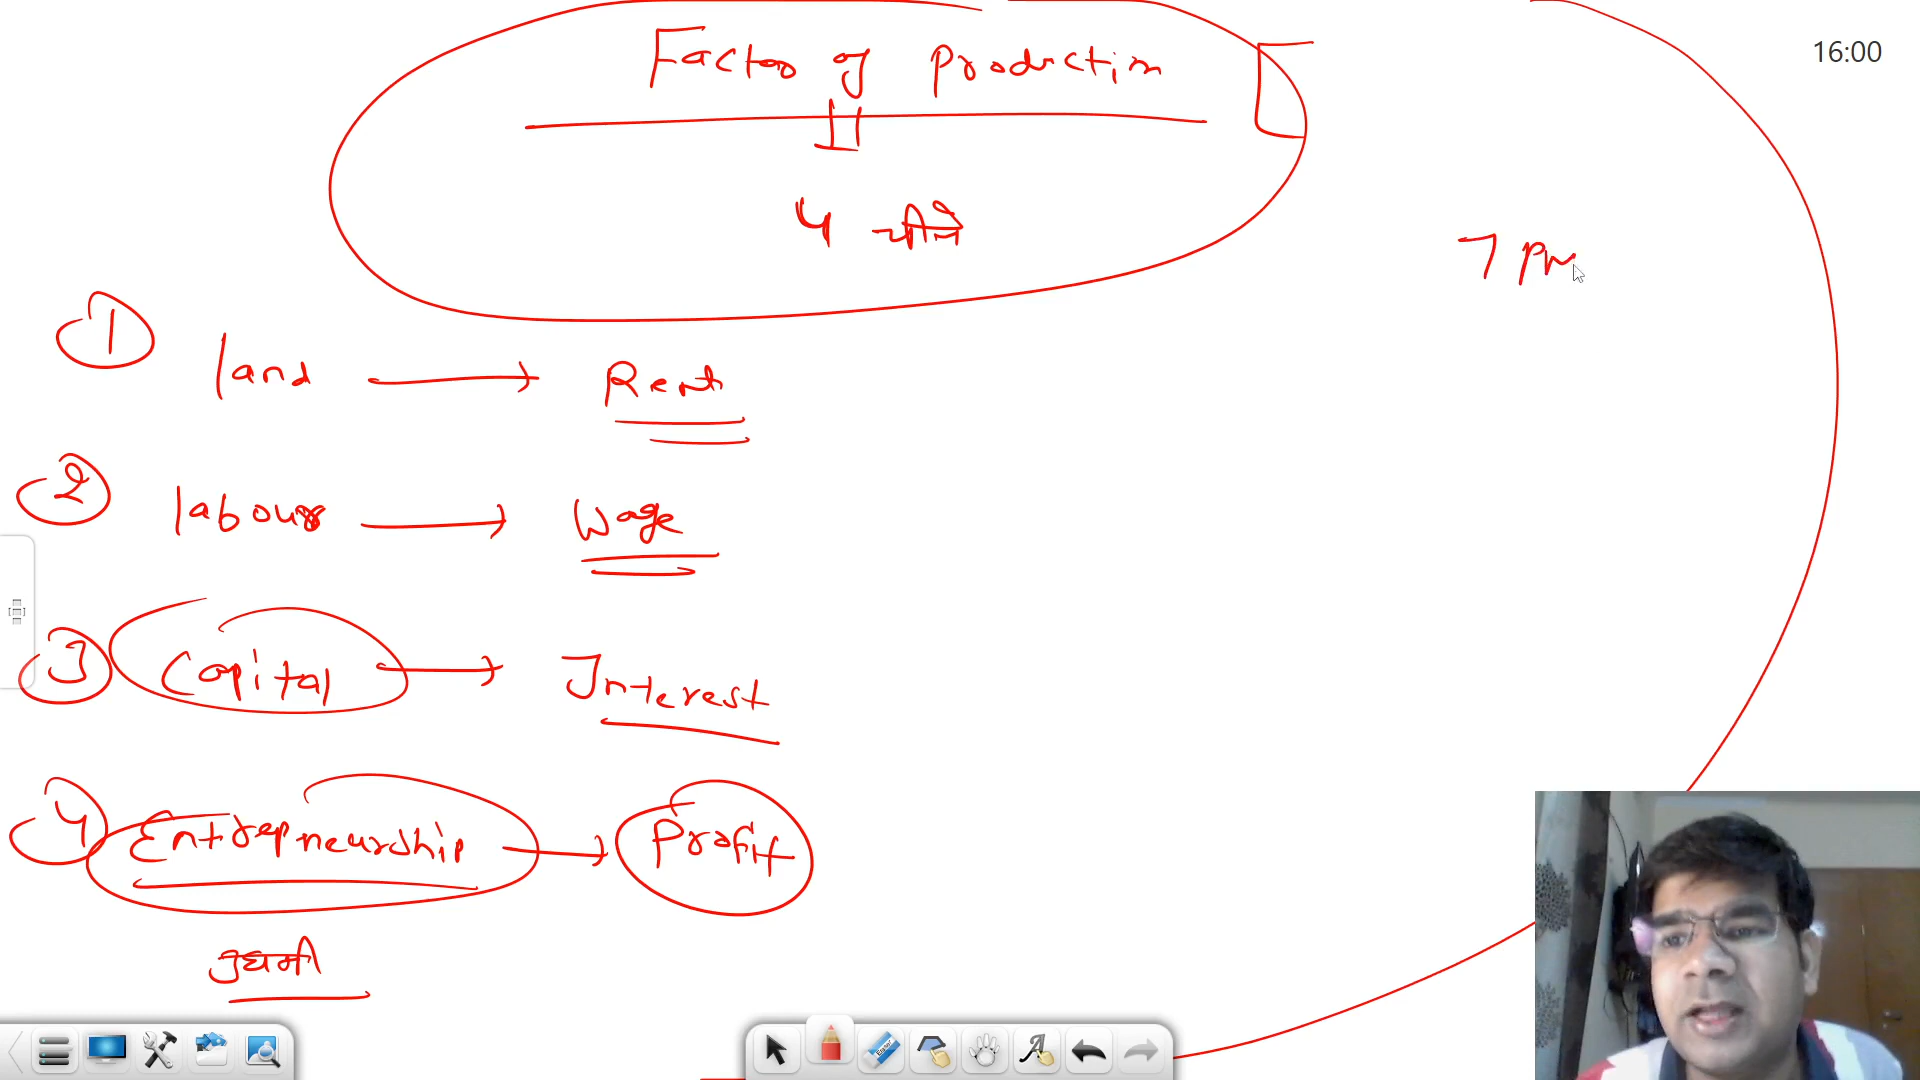 Factor of production
16:00
4 चीजें
7 pm
1 land → Rent
2 labour → Wage
3 Capital → Interest
4 Entrepneurship → Profit
उद्यमी